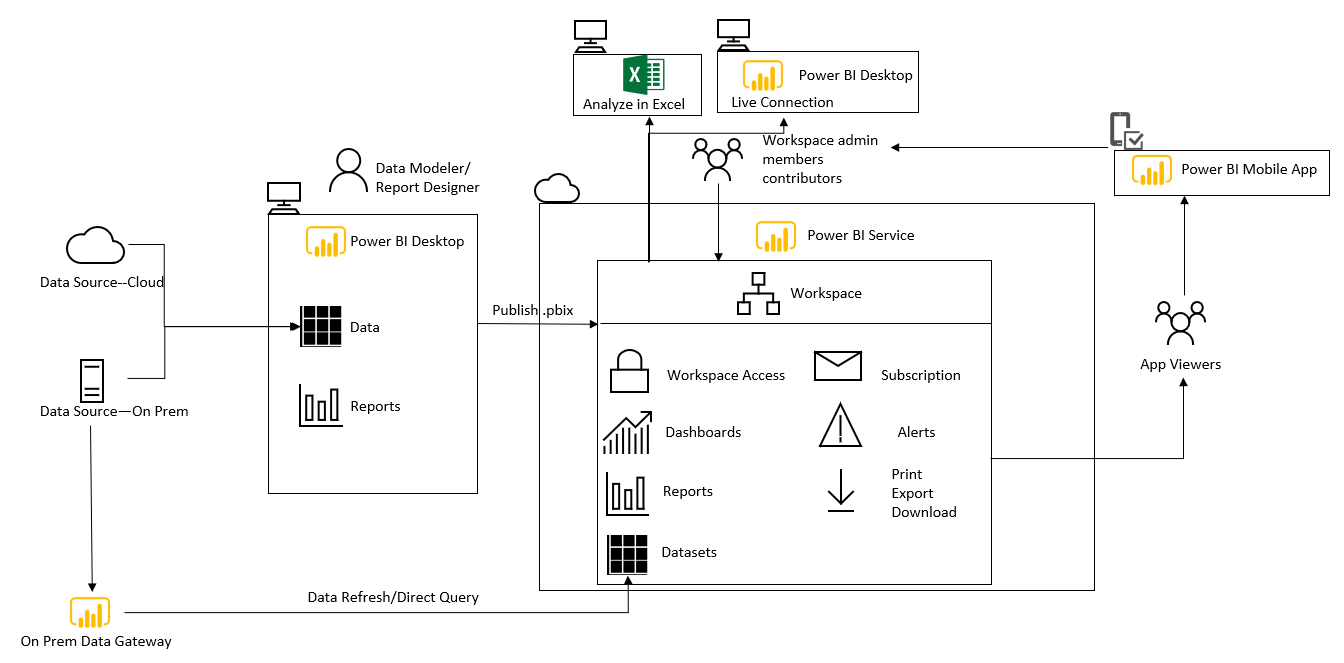 Power BI Desktop
Analyze in Excel
Live Connection
Workspace admin
members
contributors
Power BI Mobile App
Data Modeler/
Report Designer
Power BI Desktop
Power BI Service
Data Source--Cloud
Workspace
Publish .pbix
Data
Workspace Access
Subscription
App Viewers
Reports
Data Source—On Prem
Dashboards
Alerts
Reports
Print
Export
Download
Datasets
Data Refresh/Direct Query
On Prem Data Gateway